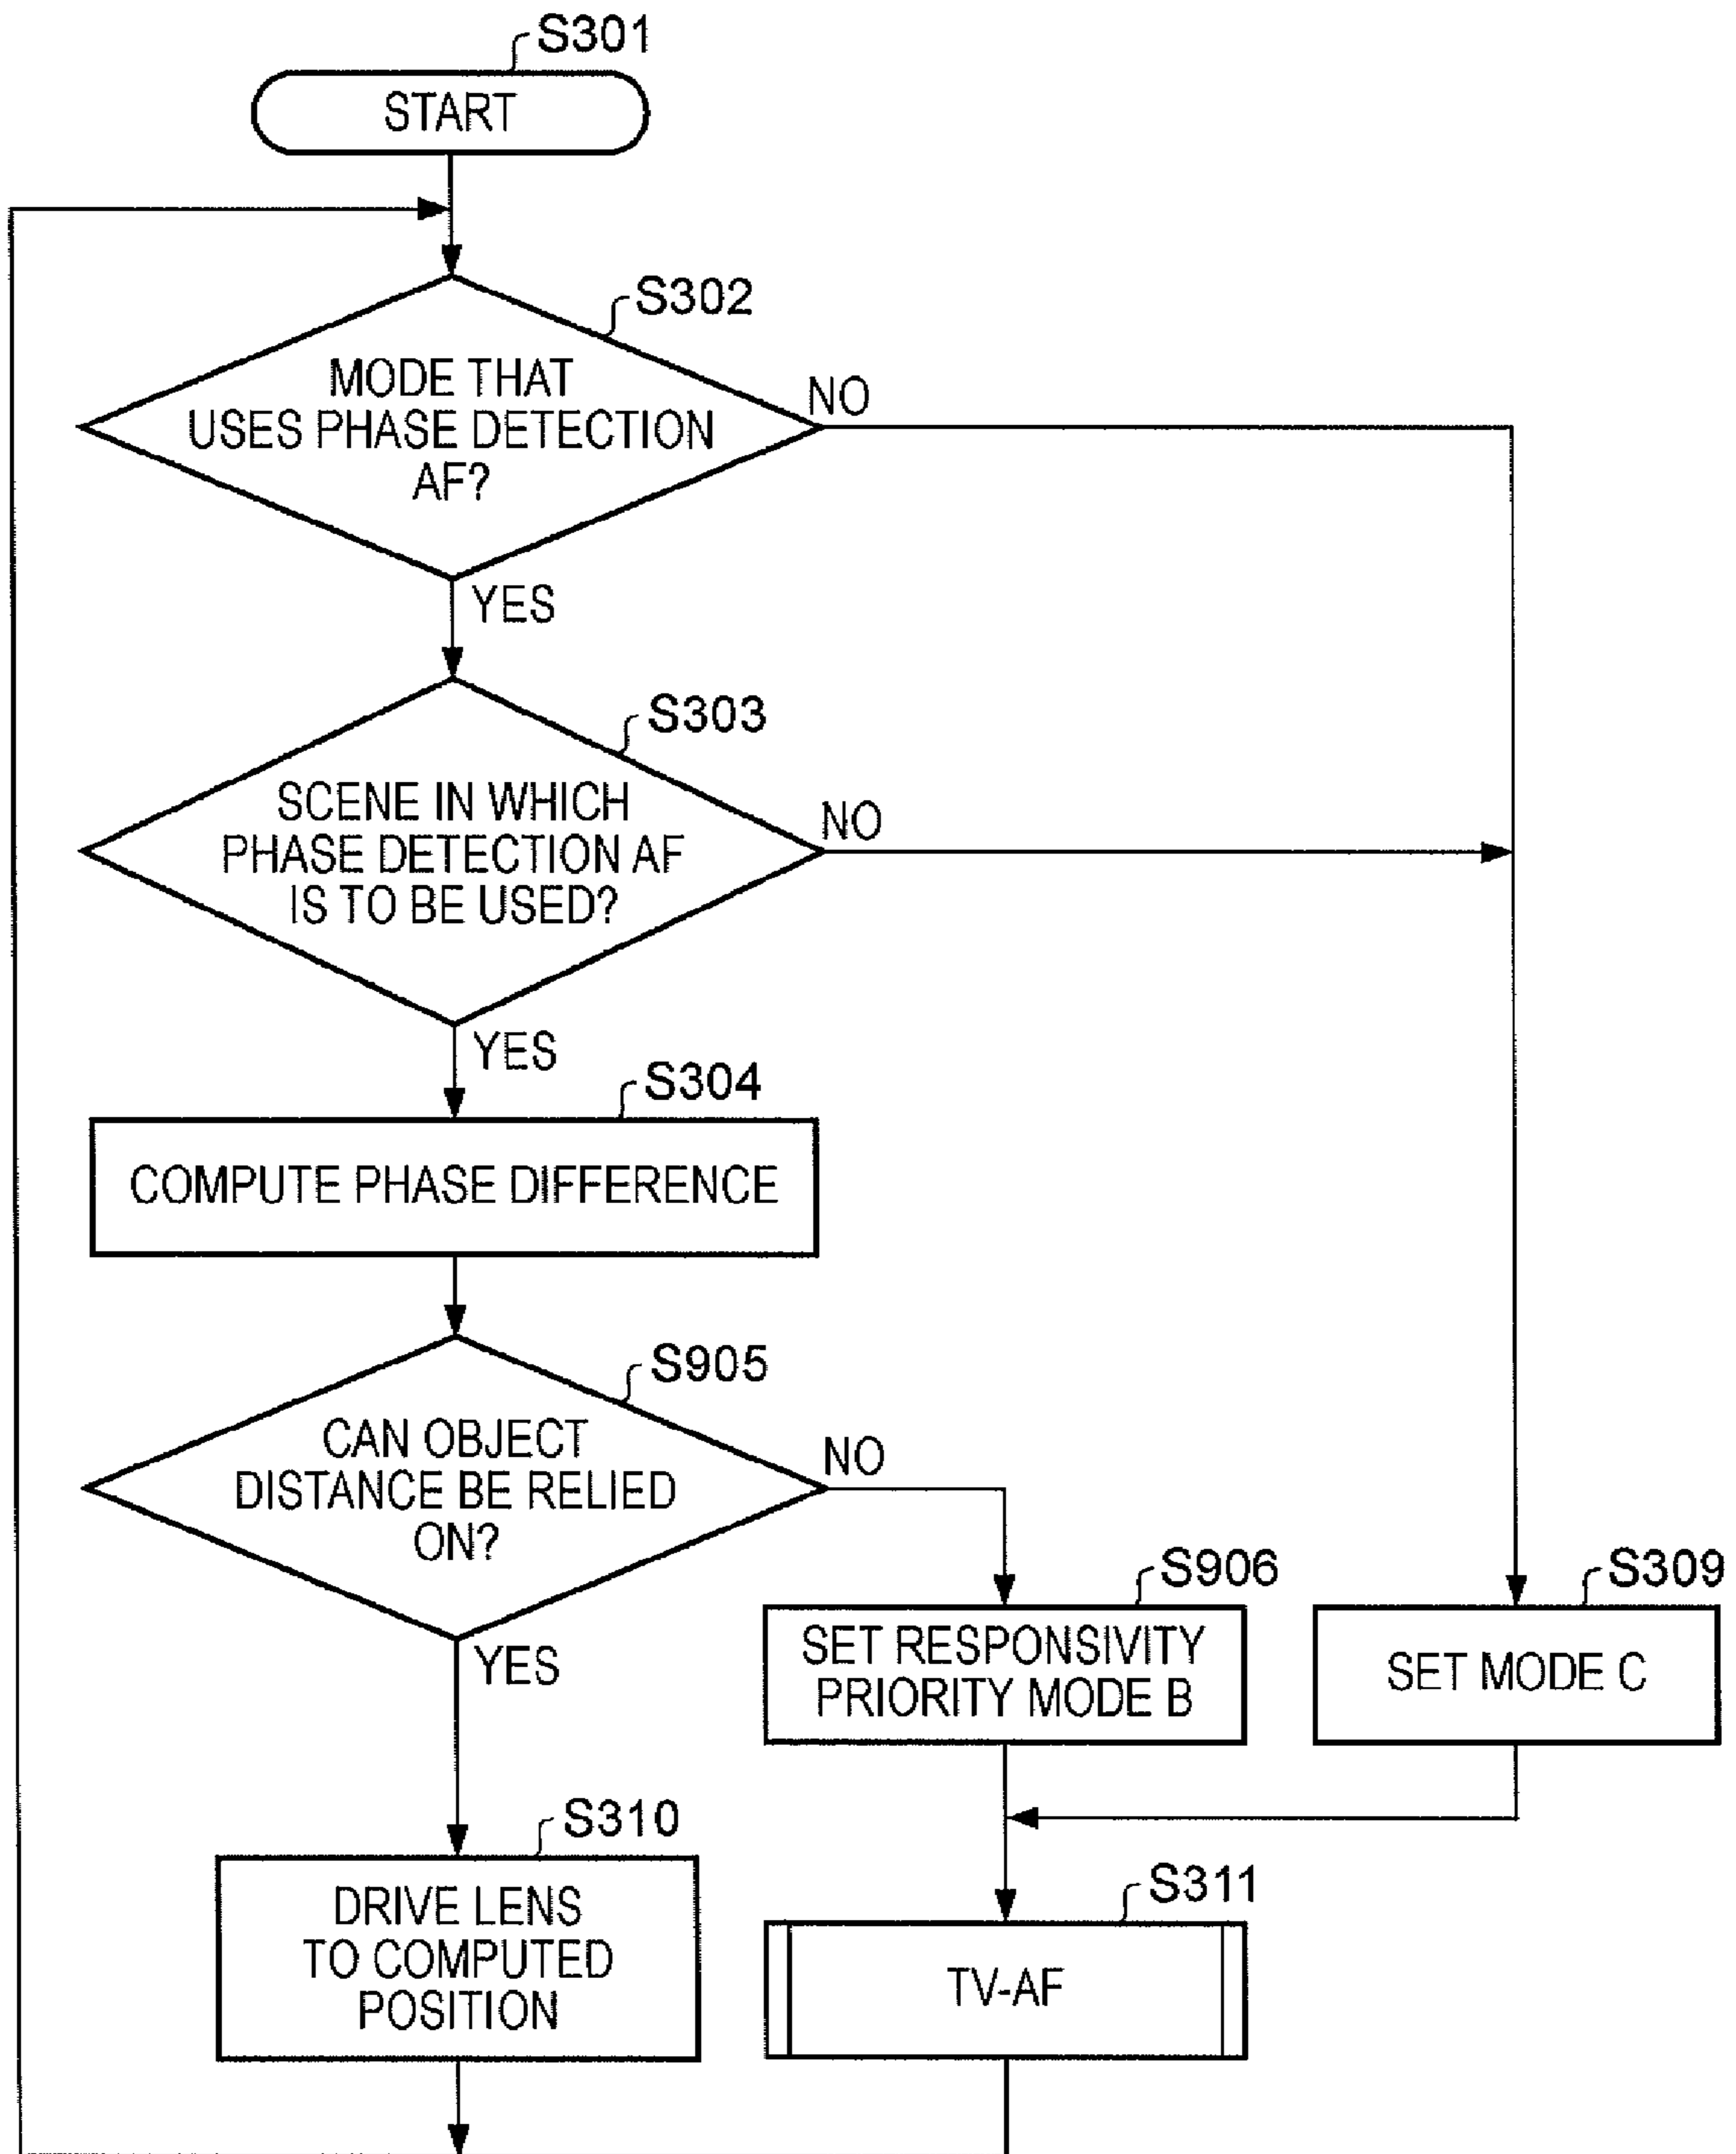 S301
START
S302
MODE THAT
USES PHASE DETECTION
AF?
NO
YES
S303
SCENE IN WHICH
PHASE DETECTION AF
IS TO BE USED?
NO
YES
S304
COMPUTE PHASE DIFFERENCE
S905
CAN OBJECT
DISTANCE BE RELIED
ON?
NO
YES
S906
SET RESPONSIVITY
PRIORITY MODE B
S309
SET MODE C
S310
DRIVE LENS
TO COMPUTED
POSITION
S311
TV-AF